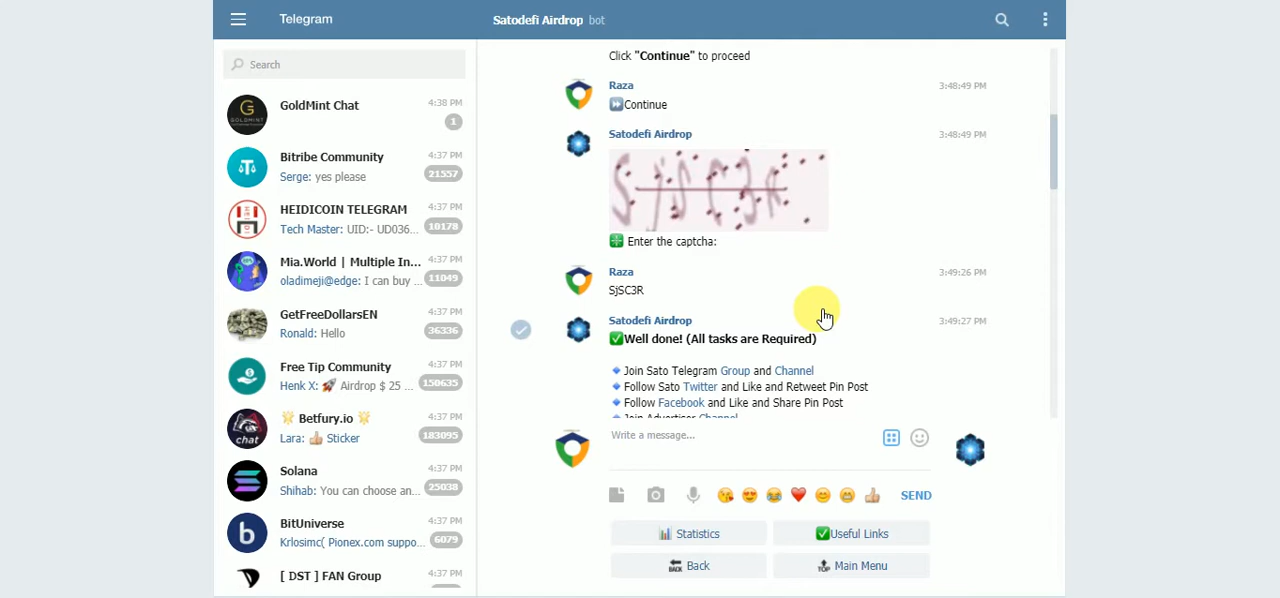 Telegram
Satodefi Airdrop bot
Search
GoldMint Chat 4:38 PM
1
Bitribe Community 4:37 PM
Serge: yes please 21557
HEIDICOIN TELEGRAM 4:37 PM
Tech Master: UID:- UD036... 10178
Mia.World | Multiple In... 4:37 PM
oladimeji@edge: I can buy ... 11049
GetFreeDollarsEN 4:37 PM
Ronald: Hello 36336
Free Tip Community 4:37 PM
Henk X: 🚀 Airdrop $ 25 ... 150635
🌟 Betfury.io 🌟 4:37 PM
Lara: 👍 Sticker 183095
Solana 4:37 PM
Shihab: You can choose an... 25038
BitUniverse 4:37 PM
Krlosimc( Pionex.com suppo... 6079
[ DST ] FAN Group 4:37 PM
Click "Continue" to proceed
Raza 3:48:49 PM
⏩Continue
Satodefi Airdrop 3:48:49 PM
SjSC3R
Enter the captcha:
Raza 3:49:26 PM
SjSC3R
Satodefi Airdrop 3:49:27 PM
✅Well done! (All tasks are Required)
🔹 Join Sato Telegram Group and Channel
🔹 Follow Sato Twitter and Like and Retweet Pin Post
🔹 Follow Facebook and Like and Share Pin Post
🔹 Join Advertiser Channel
Write a message...
SEND
📊 Statistics
✅Useful Links
🔙 Back
🔝 Main Menu